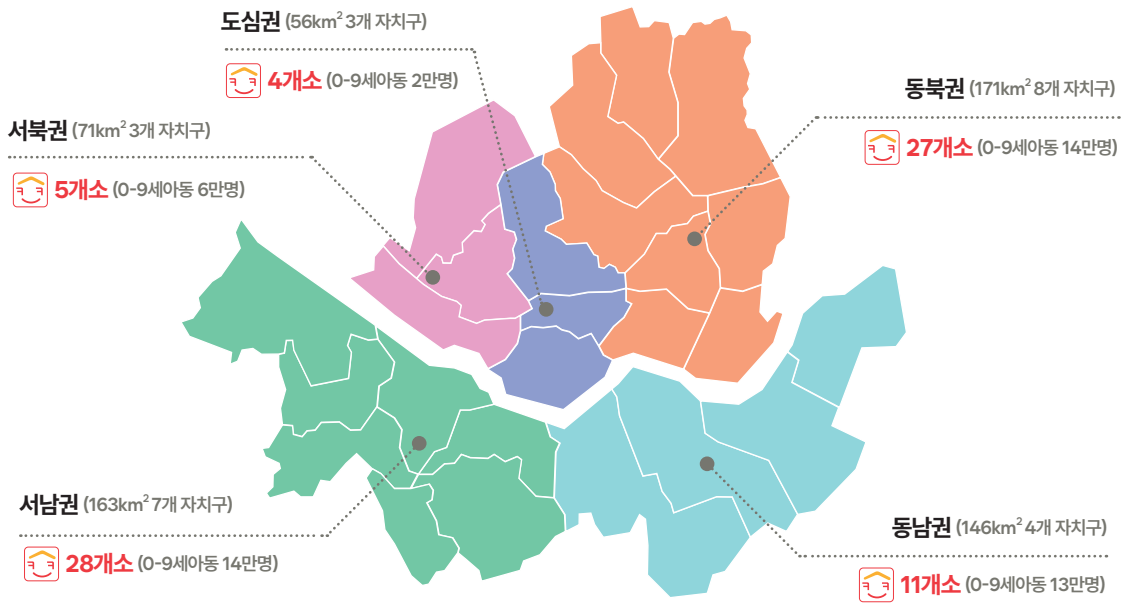 도심권 (56km² 3개 자치구)
4개소 (0-9세아동 2만명)
서북권 (71km² 3개 자치구)
5개소 (0-9세아동 6만명)
동북권 (171km² 8개 자치구)
27개소 (0-9세아동 14만명)
서남권 (163km² 7개 자치구)
28개소 (0-9세아동 14만명)
동남권 (146km² 4개 자치구)
11개소 (0-9세아동 13만명)